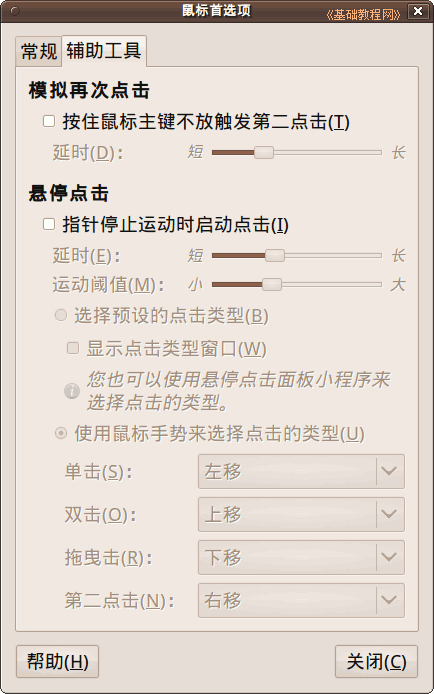 鼠标首选项
《基础教程网》
常规 辅助工具
模拟再次点击
按住鼠标主键不放触发第二点击(T)
延时(D)： 短 长
悬停点击
指针停止运动时启动点击(I)
延时(E)： 短 长
运动阈值(M)： 小 大
选择预设的点击类型(B)
显示点击类型窗口(W)
您也可以使用悬停点击面板小程序来
选择点击的类型。
使用鼠标手势来选择点击的类型(U)
单击(S)： 左移
双击(O)： 上移
拖曳击(R)： 下移
第二点击(N)： 右移
帮助(H) 关闭(C)